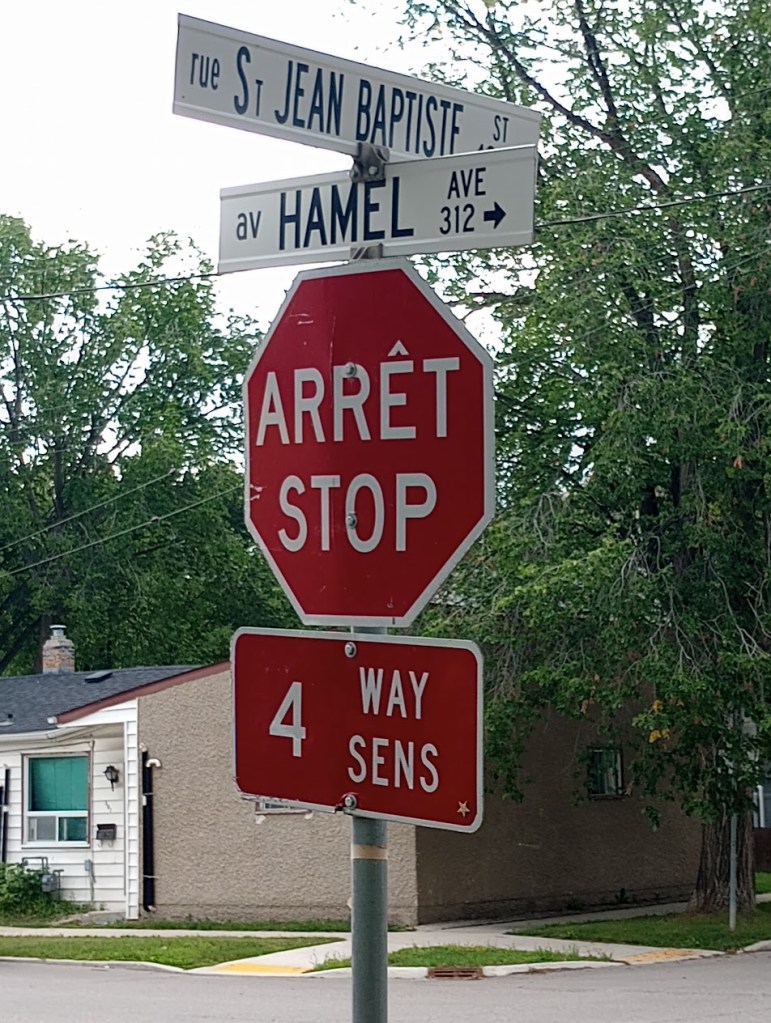 rue St JEAN BAPTISTE ST
av HAMEL AVE
312 →
ARRÊT
STOP
4 WAY
SENS